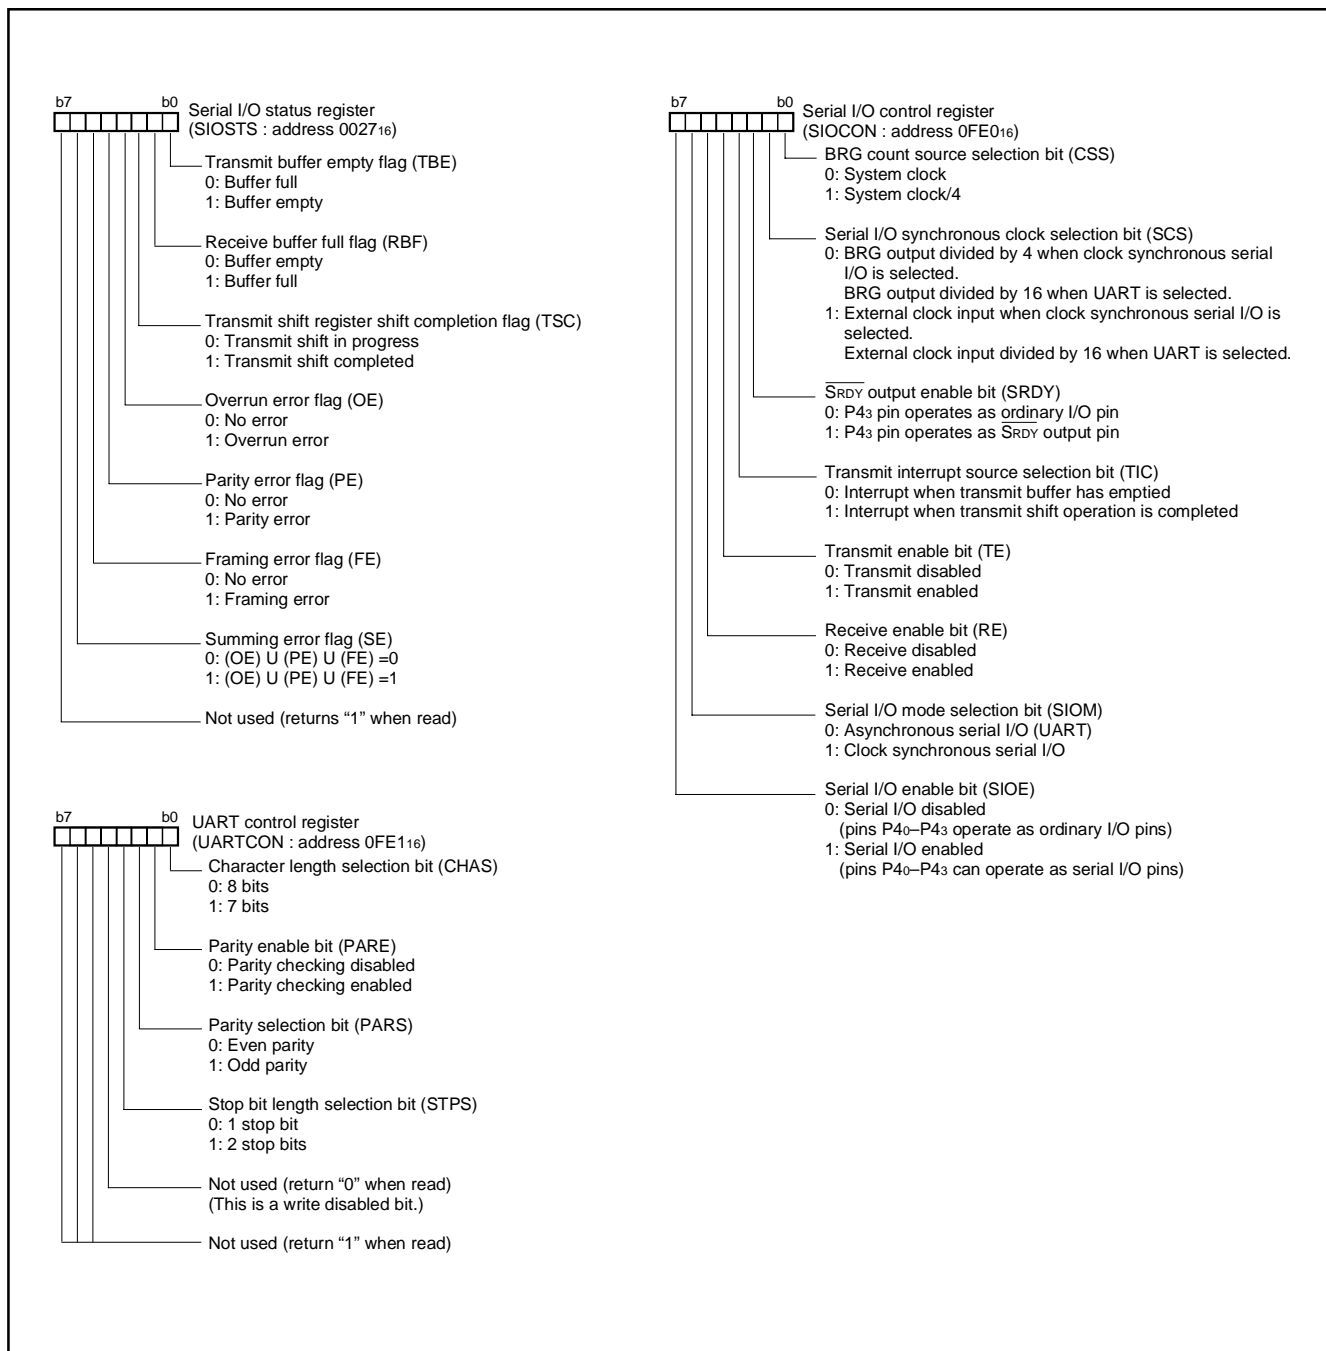 b7 b0
Serial I/O status register
(SIOSTS : address 002716)
Transmit buffer empty flag (TBE)
0: Buffer full
1: Buffer empty
Receive buffer full flag (RBF)
0: Buffer empty
1: Buffer full
Transmit shift register shift completion flag (TSC)
0: Transmit shift in progress
1: Transmit shift completed
Overrun error flag (OE)
0: No error
1: Overrun error
Parity error flag (PE)
0: No error
1: Parity error
Framing error flag (FE)
0: No error
1: Framing error
Summing error flag (SE)
0: (OE) U (PE) U (FE) =0
1: (OE) U (PE) U (FE) =1
Not used (returns “1” when read)
b7 b0
UART control register
(UARTCON : address 0FE116)
Character length selection bit (CHAS)
0: 8 bits
1: 7 bits
Parity enable bit (PARE)
0: Parity checking disabled
1: Parity checking enabled
Parity selection bit (PARS)
0: Even parity
1: Odd parity
Stop bit length selection bit (STPS)
0: 1 stop bit
1: 2 stop bits
Not used (return “0” when read)
(This is a write disabled bit.)
Not used (return “1” when read)
b7 b0
Serial I/O control register
(SIOCON : address 0FE016)
BRG count source selection bit (CSS)
0: System clock
1: System clock/4
Serial I/O synchronous clock selection bit (SCS)
0: BRG output divided by 4 when clock synchronous serial
I/O is selected.
BRG output divided by 16 when UART is selected.
1: External clock input when clock synchronous serial I/O is
selected.
External clock input divided by 16 when UART is selected.
SRDY output enable bit (SRDY)
0: P43 pin operates as ordinary I/O pin
1: P43 pin operates as SRDY output pin
Transmit interrupt source selection bit (TIC)
0: Interrupt when transmit buffer has emptied
1: Interrupt when transmit shift operation is completed
Transmit enable bit (TE)
0: Transmit disabled
1: Transmit enabled
Receive enable bit (RE)
0: Receive disabled
1: Receive enabled
Serial I/O mode selection bit (SIOM)
0: Asynchronous serial I/O (UART)
1: Clock synchronous serial I/O
Serial I/O enable bit (SIOE)
0: Serial I/O disabled
(pins P40–P43 operate as ordinary I/O pins)
1: Serial I/O enabled
(pins P40–P43 can operate as serial I/O pins)